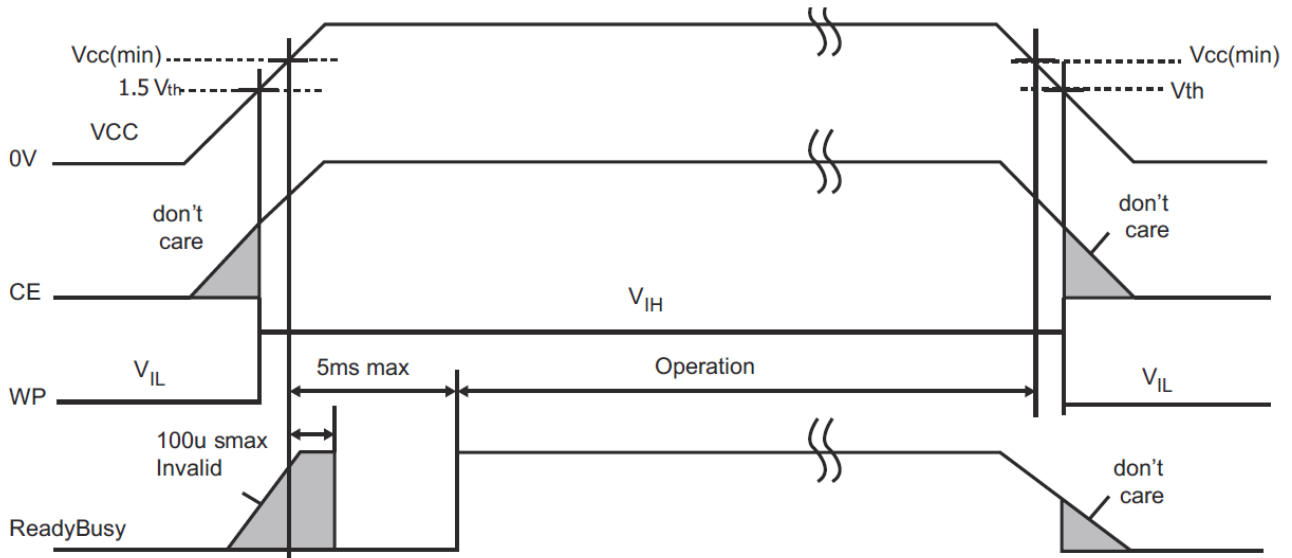 Vcc(min)
Vcc(min)
1.5 Vth
Vth
VCC
0V
don't
care
don't
care
CE
VIH
5ms max
Operation
VIL
VIL
WP
100u smax
Invalid
don't
care
ReadyBusy